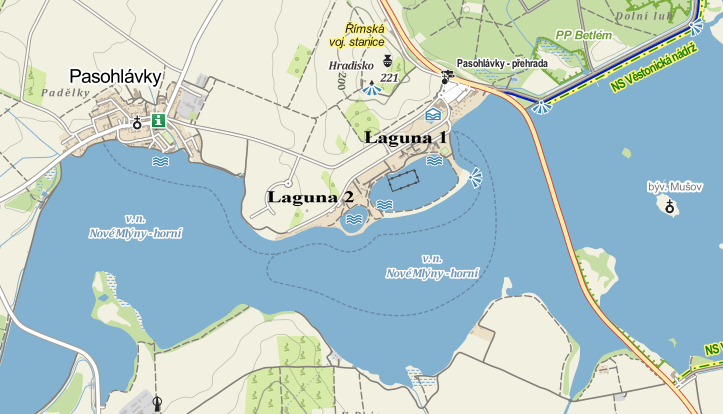 Římská
voj. stanice
Dolní luh
PP Betlém
Hradisko
221
200
Pasohlávky - přehrada
NS Věstonická nádrž
Pasohlávky
Padělky
Laguna 1
Laguna 2
býv. Mušov
v. n.
Nové Mlýny - horní
v. n.
Nové Mlýny - horní
NS V